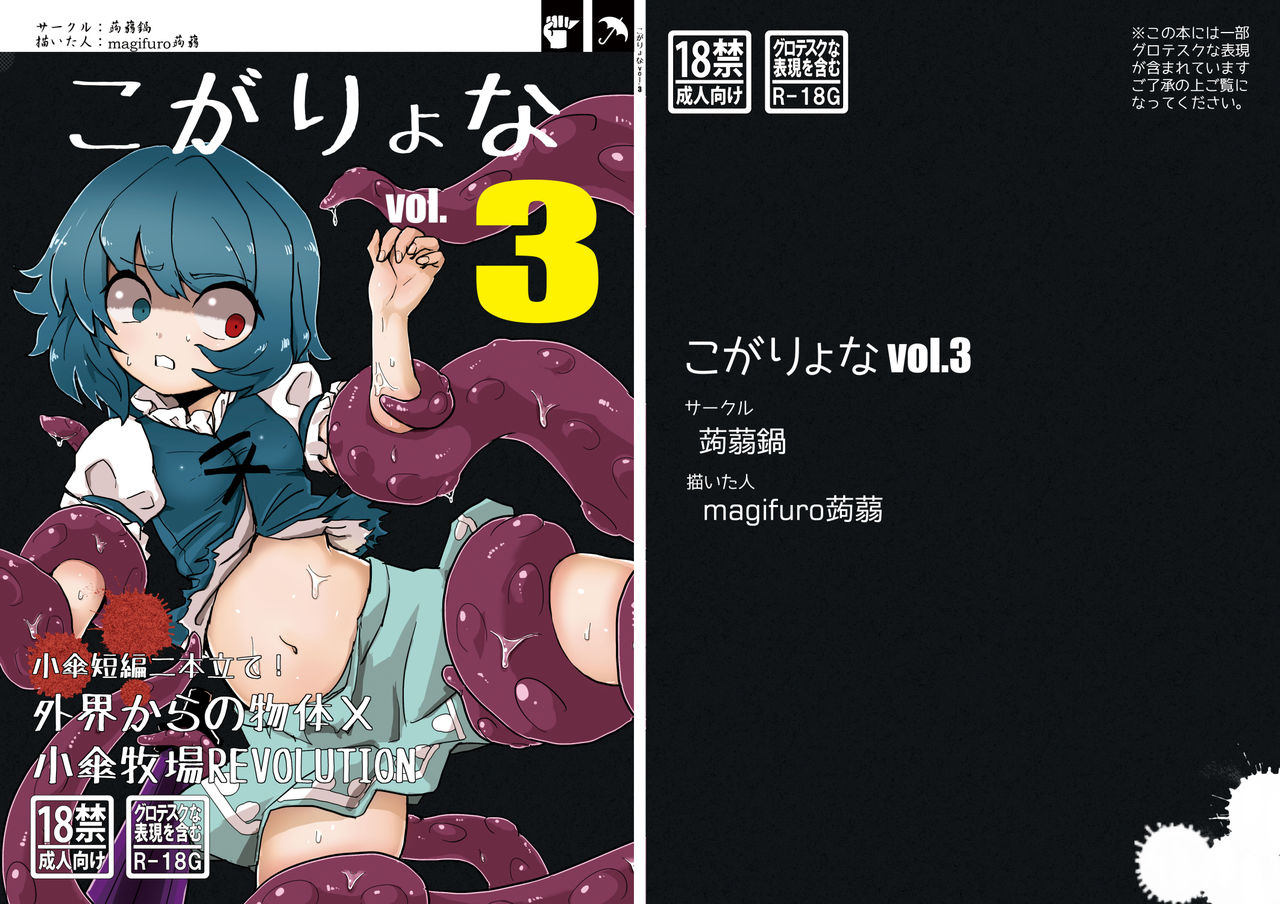 サークル：蒟蒻鍋
描いた人：magifuro蒟蒻
こがりょな
vol.
3
小傘短編二本立て！
外界からの物体X
小傘牧場REVOLUTION
18禁
成人向け
グロテスクな
表現を含む
R-18G
こがりょなvol.3
18禁
成人向け
グロテスクな
表現を含む
R-18G
※この本には一部
グロテスクな表現
が含まれています
ご了承の上ご覧に
なってください。
こがりょな vol.3
サークル
蒟蒻鍋
描いた人
magifuro蒟蒻